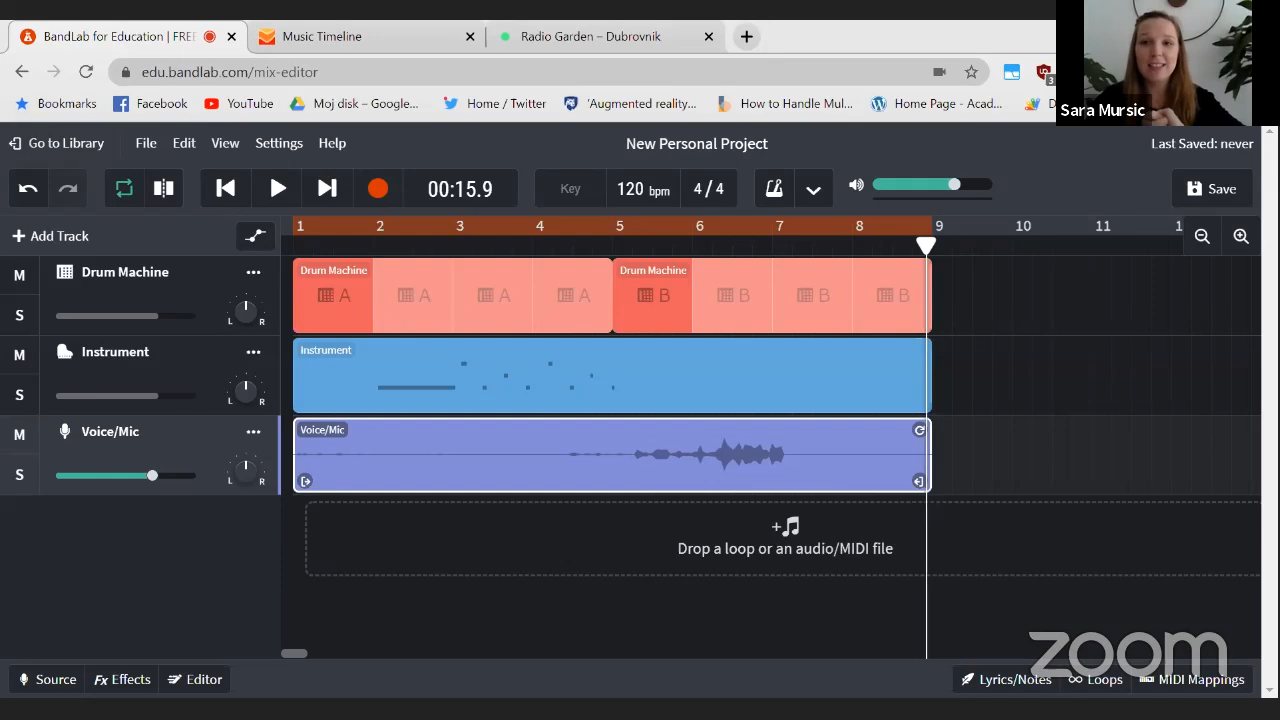 BandLab for Education | FREE
Music Timeline
Radio Garden – Dubrovnik
edu.bandlab.com/mix-editor
3
Bookmarks
Facebook
YouTube
Moj disk – Google...
Home / Twitter
'Augmented reality...
How to Handle Mul...
Home Page - Acad...
Sara Mursic
Go to Library
File
Edit
View
Settings
Help
New Personal Project
Last Saved: never
00:15.9
Key
120 bpm
4 / 4
Save
Add Track
1 2 3 4 5 6 7 8 9 10 11 1
M
Drum Machine
S
L R
Drum Machine
A A A A
Drum Machine
B B B B
M
Instrument
S
L R
Instrument
M
Voice/Mic
S
L R
Voice/Mic
Drop a loop or an audio/MIDI file
zoom
Source
Fx Effects
Editor
Lyrics/Notes
Loops
MIDI Mappings